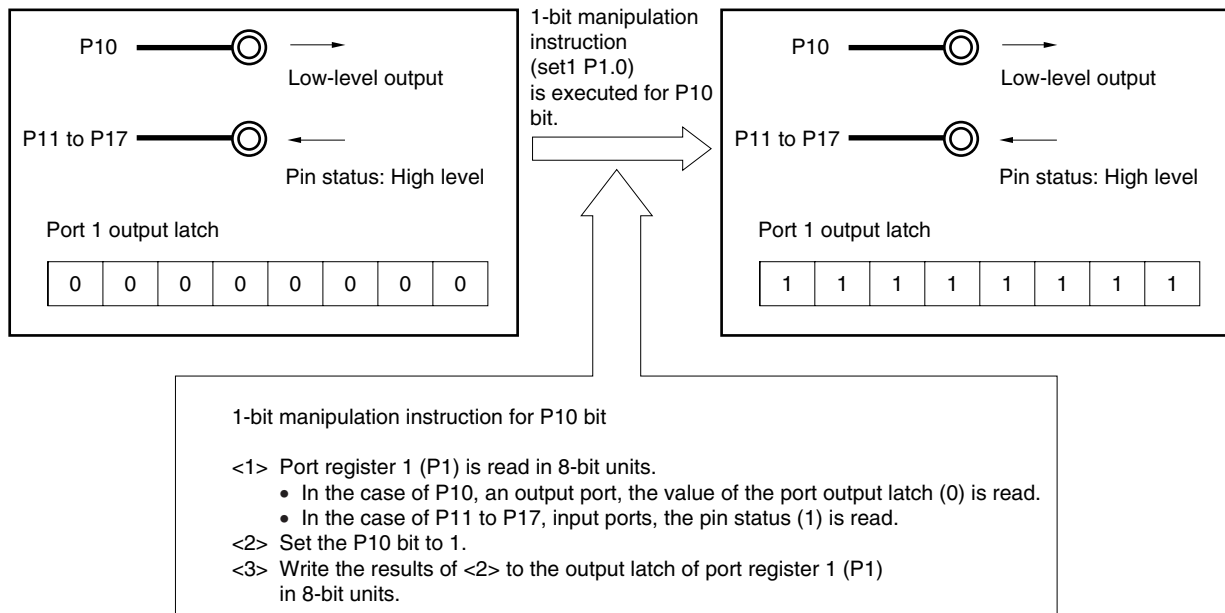 P10
Low-level output
P11 to P17
Pin status: High level
Port 1 output latch
0 0 0 0 0 0 0 0
1-bit manipulation
instruction
(set1 P1.0)
is executed for P10
bit.
P10
Low-level output
P11 to P17
Pin status: High level
Port 1 output latch
1 1 1 1 1 1 1 1
1-bit manipulation instruction for P10 bit
<1> Port register 1 (P1) is read in 8-bit units.
• In the case of P10, an output port, the value of the port output latch (0) is read.
• In the case of P11 to P17, input ports, the pin status (1) is read.
<2> Set the P10 bit to 1.
<3> Write the results of <2> to the output latch of port register 1 (P1)
in 8-bit units.